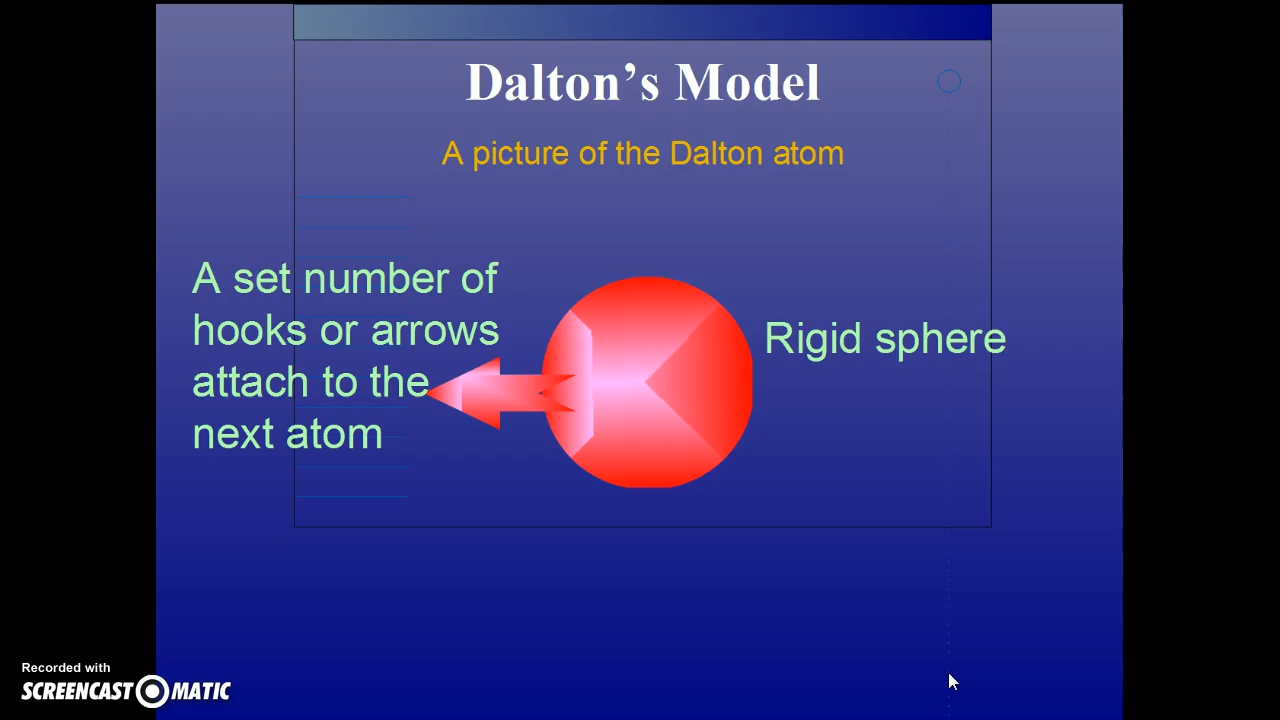 Dalton’s Model
A picture of the Dalton atom
A set number of
hooks or arrows
attach to the
next atom
Rigid sphere
Recorded with
SCREENCAST MATIC